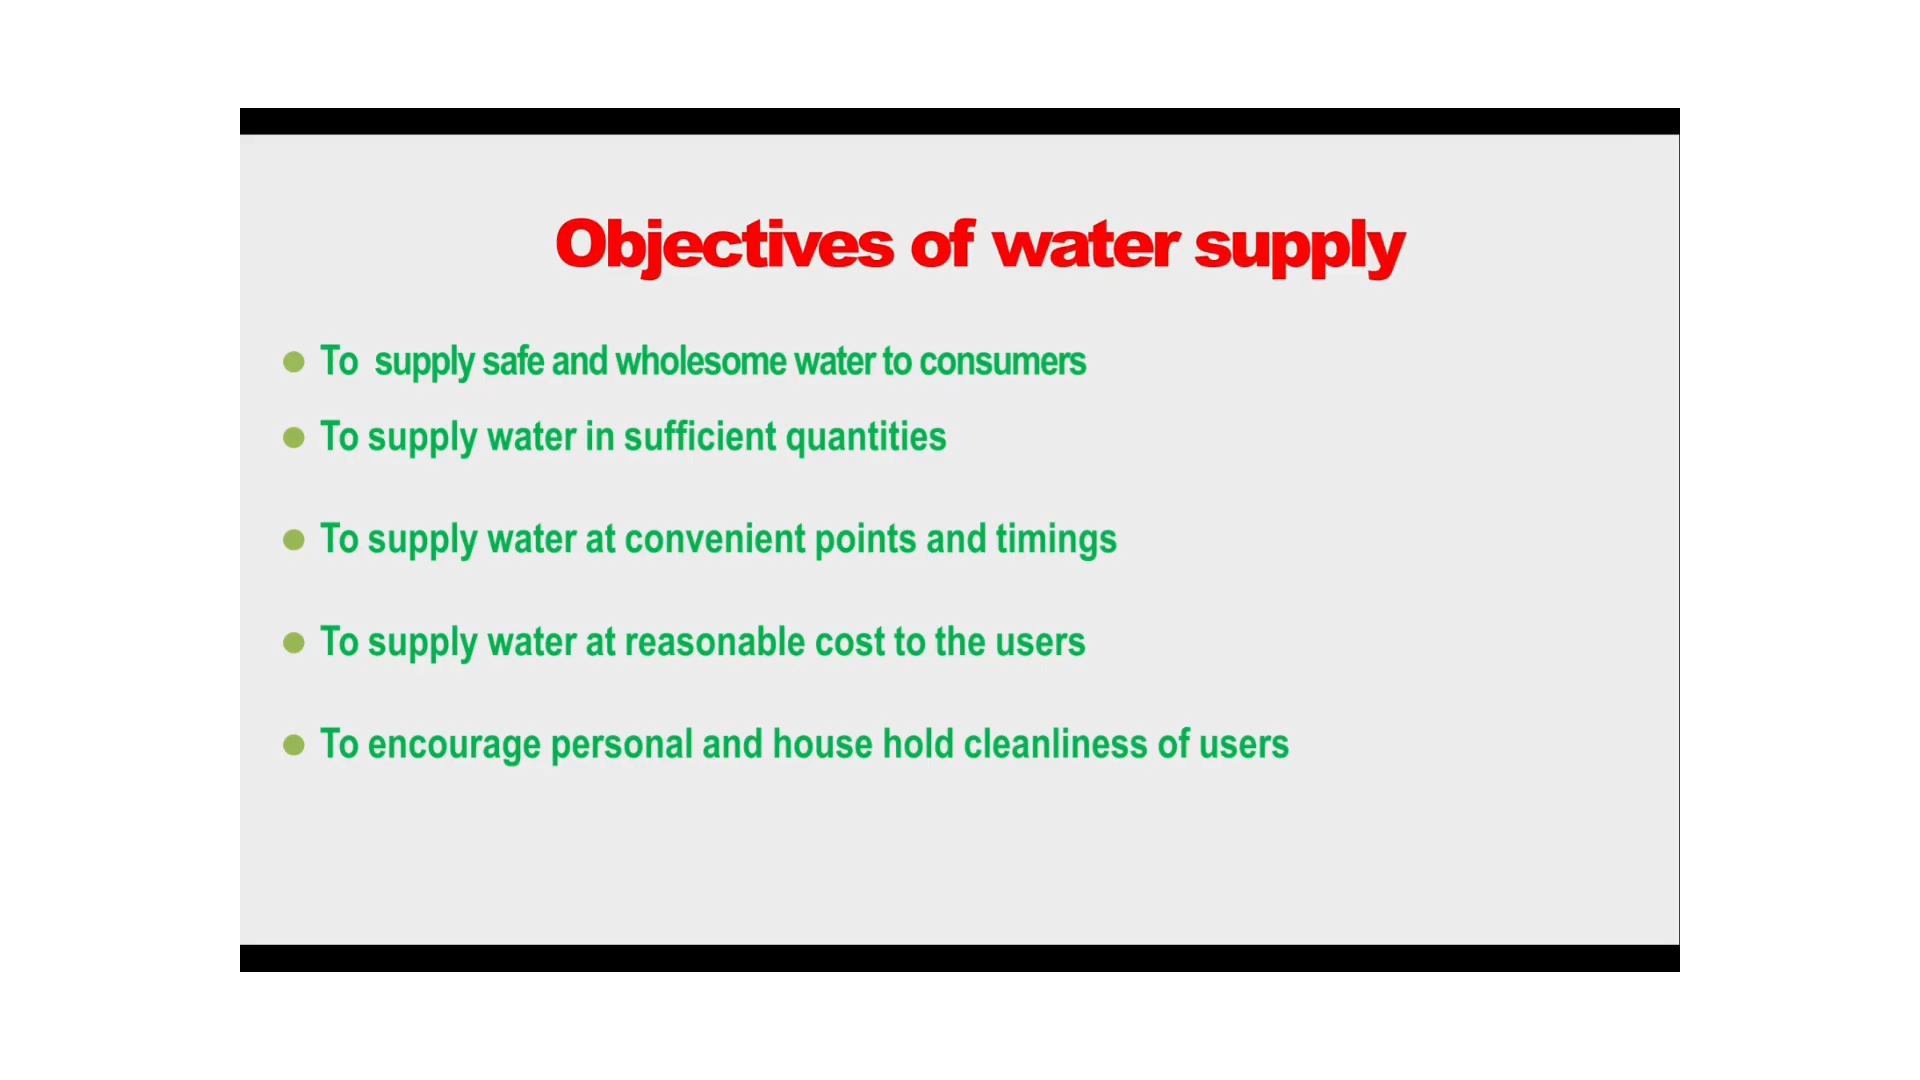 Objectives of water supply
To supply safe and wholesome water to consumers
To supply water in sufficient quantities
To supply water at convenient points and timings
To supply water at reasonable cost to the users
To encourage personal and house hold cleanliness of users